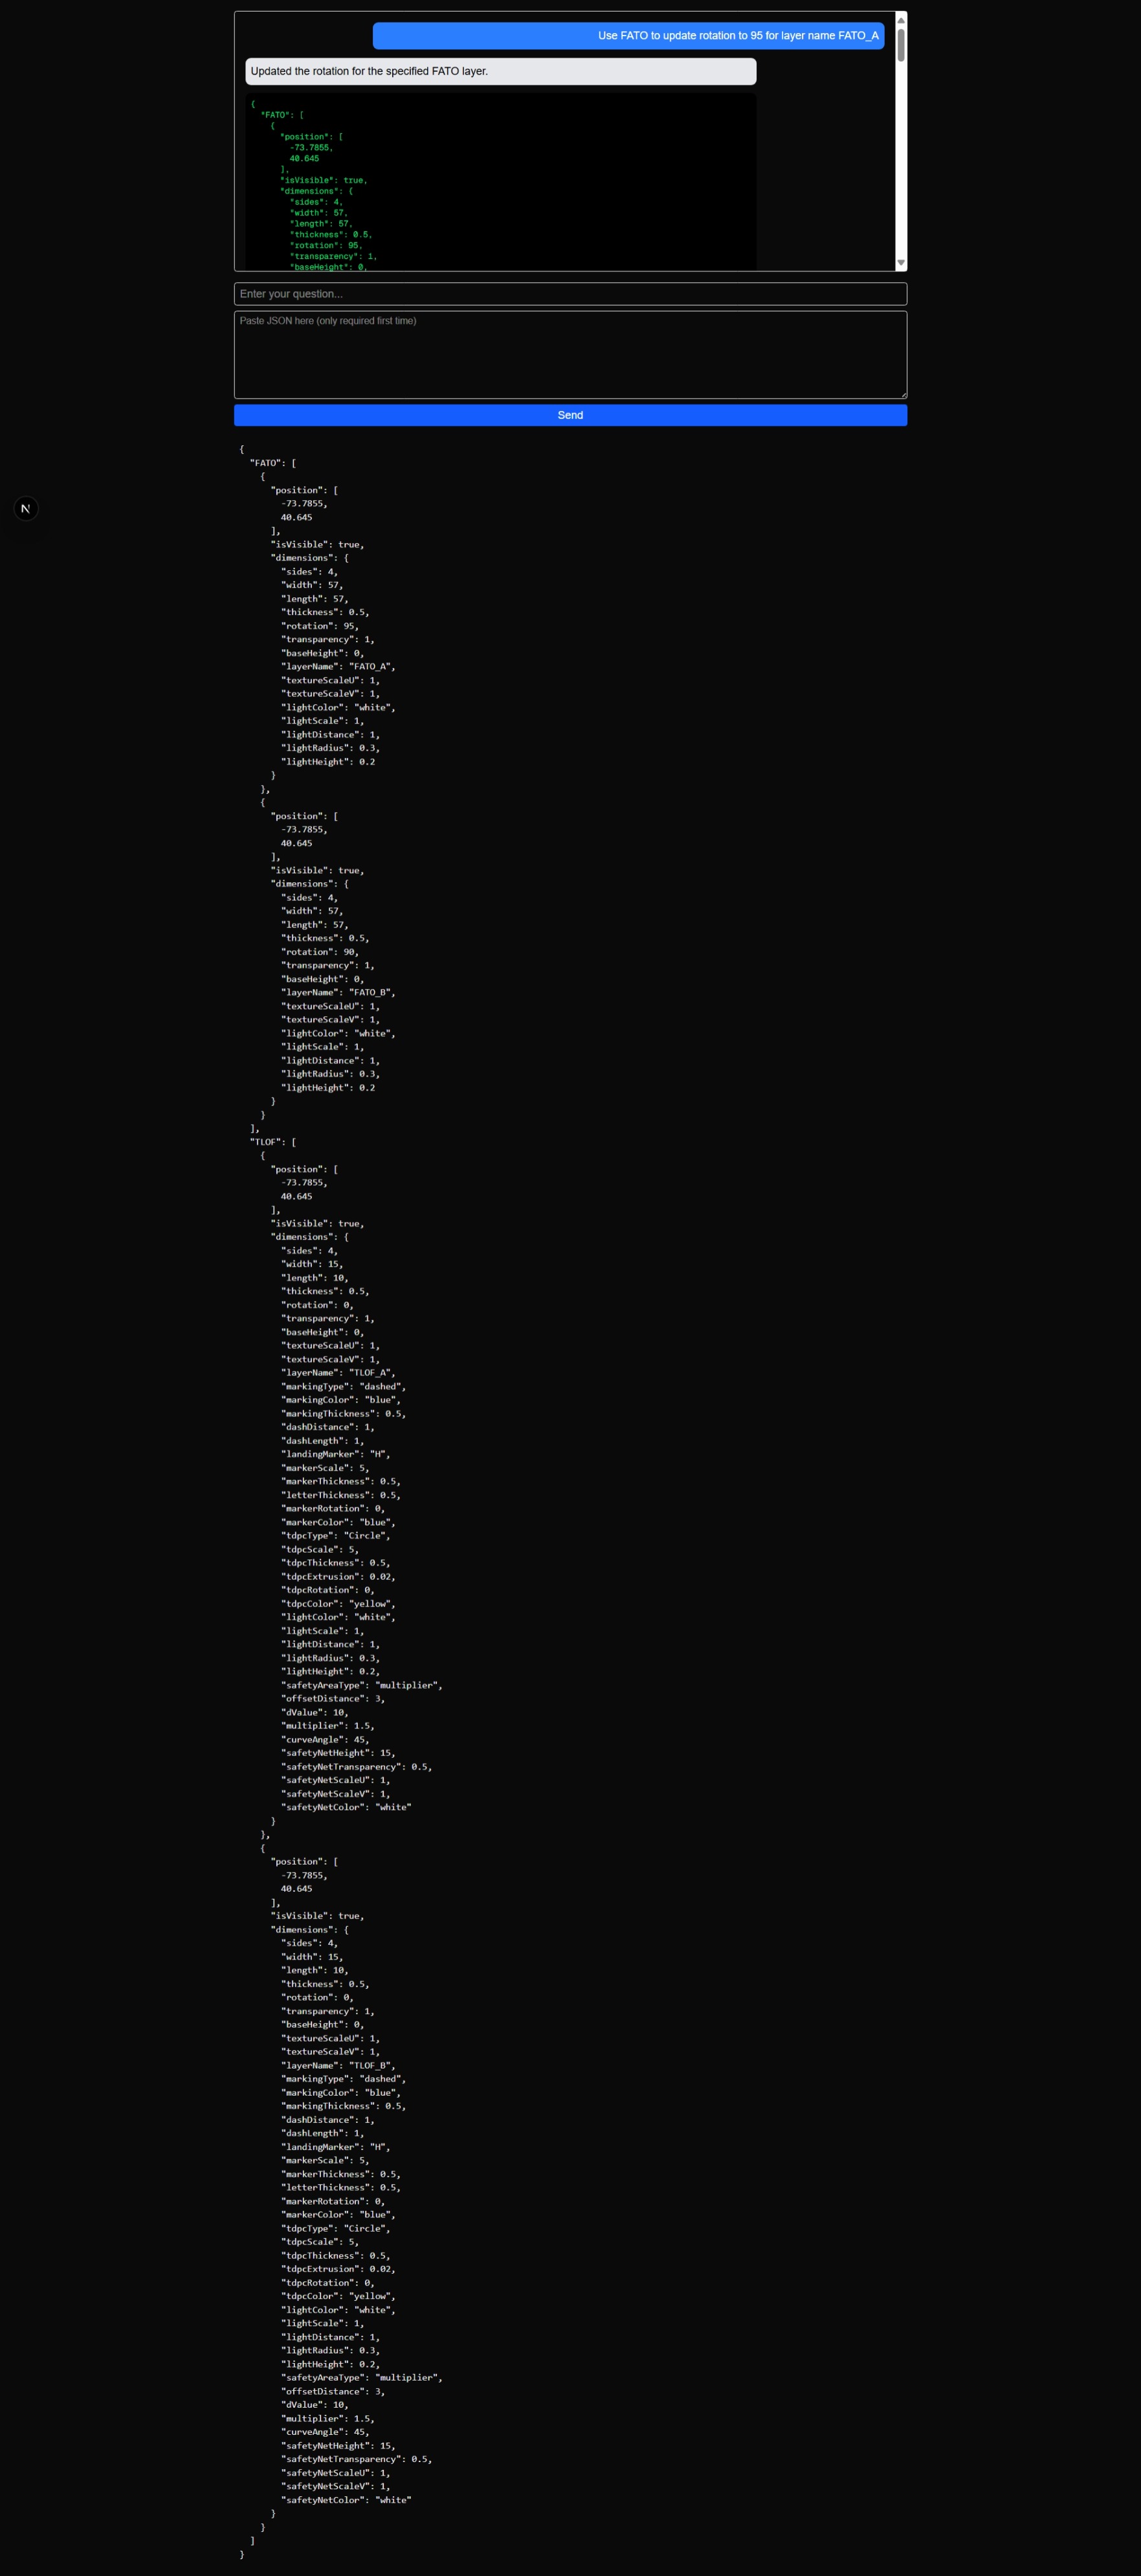 Use FATO to update rotation to 95 for layer name FATO_A
Updated the rotation for the specified FATO layer.
{
  "FATO": [
    {
      "position": [
        -73.7855,
        40.645
      ],
      "isVisible": true,
      "dimensions": {
        "sides": 4,
        "width": 57,
        "length": 57,
        "thickness": 0.5,
        "rotation": 95,
        "transparency": 1,
        "baseHeight": 0,
Enter your question...
Paste JSON here (only required first time)
Send
N
{
  "FATO": [
    {
      "position": [
        -73.7855,
        40.645
      ],
      "isVisible": true,
      "dimensions": {
        "sides": 4,
        "width": 57,
        "length": 57,
        "thickness": 0.5,
        "rotation": 95,
        "transparency": 1,
        "baseHeight": 0,
        "layerName": "FATO_A",
        "textureScaleU": 1,
        "textureScaleV": 1,
        "lightColor": "white",
        "lightScale": 1,
        "lightDistance": 1,
        "lightRadius": 0.3,
        "lightHeight": 0.2
      }
    },
    {
      "position": [
        -73.7855,
        40.645
      ],
      "isVisible": true,
      "dimensions": {
        "sides": 4,
        "width": 57,
        "length": 57,
        "thickness": 0.5,
        "rotation": 90,
        "transparency": 1,
        "baseHeight": 0,
        "layerName": "FATO_B",
        "textureScaleU": 1,
        "textureScaleV": 1,
        "lightColor": "white",
        "lightScale": 1,
        "lightDistance": 1,
        "lightRadius": 0.3,
        "lightHeight": 0.2
      }
    }
  ],
  "TLOF": [
    {
      "position": [
        -73.7855,
        40.645
      ],
      "isVisible": true,
      "dimensions": {
        "sides": 4,
        "width": 15,
        "length": 10,
        "thickness": 0.5,
        "rotation": 0,
        "transparency": 1,
        "baseHeight": 0,
        "textureScaleU": 1,
        "textureScaleV": 1,
        "layerName": "TLOF_A",
        "markingType": "dashed",
        "markingColor": "blue",
        "markingThickness": 0.5,
        "dashDistance": 1,
        "dashLength": 1,
        "landingMarker": "H",
        "markerScale": 5,
        "markerThickness": 0.5,
        "letterThickness": 0.5,
        "markerRotation": 0,
        "markerColor": "blue",
        "tdpcType": "Circle",
        "tdpcScale": 5,
        "tdpcThickness": 0.5,
        "tdpcExtrusion": 0.02,
        "tdpcRotation": 0,
        "tdpcColor": "yellow",
        "lightColor": "white",
        "lightScale": 1,
        "lightDistance": 1,
        "lightRadius": 0.3,
        "lightHeight": 0.2,
        "safetyAreaType": "multiplier",
        "offsetDistance": 3,
        "dValue": 10,
        "multiplier": 1.5,
        "curveAngle": 45,
        "safetyNetHeight": 15,
        "safetyNetTransparency": 0.5,
        "safetyNetScaleU": 1,
        "safetyNetScaleV": 1,
        "safetyNetColor": "white"
      }
    },
    {
      "position": [
        -73.7855,
        40.645
      ],
      "isVisible": true,
      "dimensions": {
        "sides": 4,
        "width": 15,
        "length": 10,
        "thickness": 0.5,
        "rotation": 0,
        "transparency": 1,
        "baseHeight": 0,
        "textureScaleU": 1,
        "textureScaleV": 1,
        "layerName": "TLOF_B",
        "markingType": "dashed",
        "markingColor": "blue",
        "markingThickness": 0.5,
        "dashDistance": 1,
        "dashLength": 1,
        "landingMarker": "H",
        "markerScale": 5,
        "markerThickness": 0.5,
        "letterThickness": 0.5,
        "markerRotation": 0,
        "markerColor": "blue",
        "tdpcType": "Circle",
        "tdpcScale": 5,
        "tdpcThickness": 0.5,
        "tdpcExtrusion": 0.02,
        "tdpcRotation": 0,
        "tdpcColor": "yellow",
        "lightColor": "white",
        "lightScale": 1,
        "lightDistance": 1,
        "lightRadius": 0.3,
        "lightHeight": 0.2,
        "safetyAreaType": "multiplier",
        "offsetDistance": 3,
        "dValue": 10,
        "multiplier": 1.5,
        "curveAngle": 45,
        "safetyNetHeight": 15,
        "safetyNetTransparency": 0.5,
        "safetyNetScaleU": 1,
        "safetyNetScaleV": 1,
        "safetyNetColor": "white"
      }
    }
  ]
}